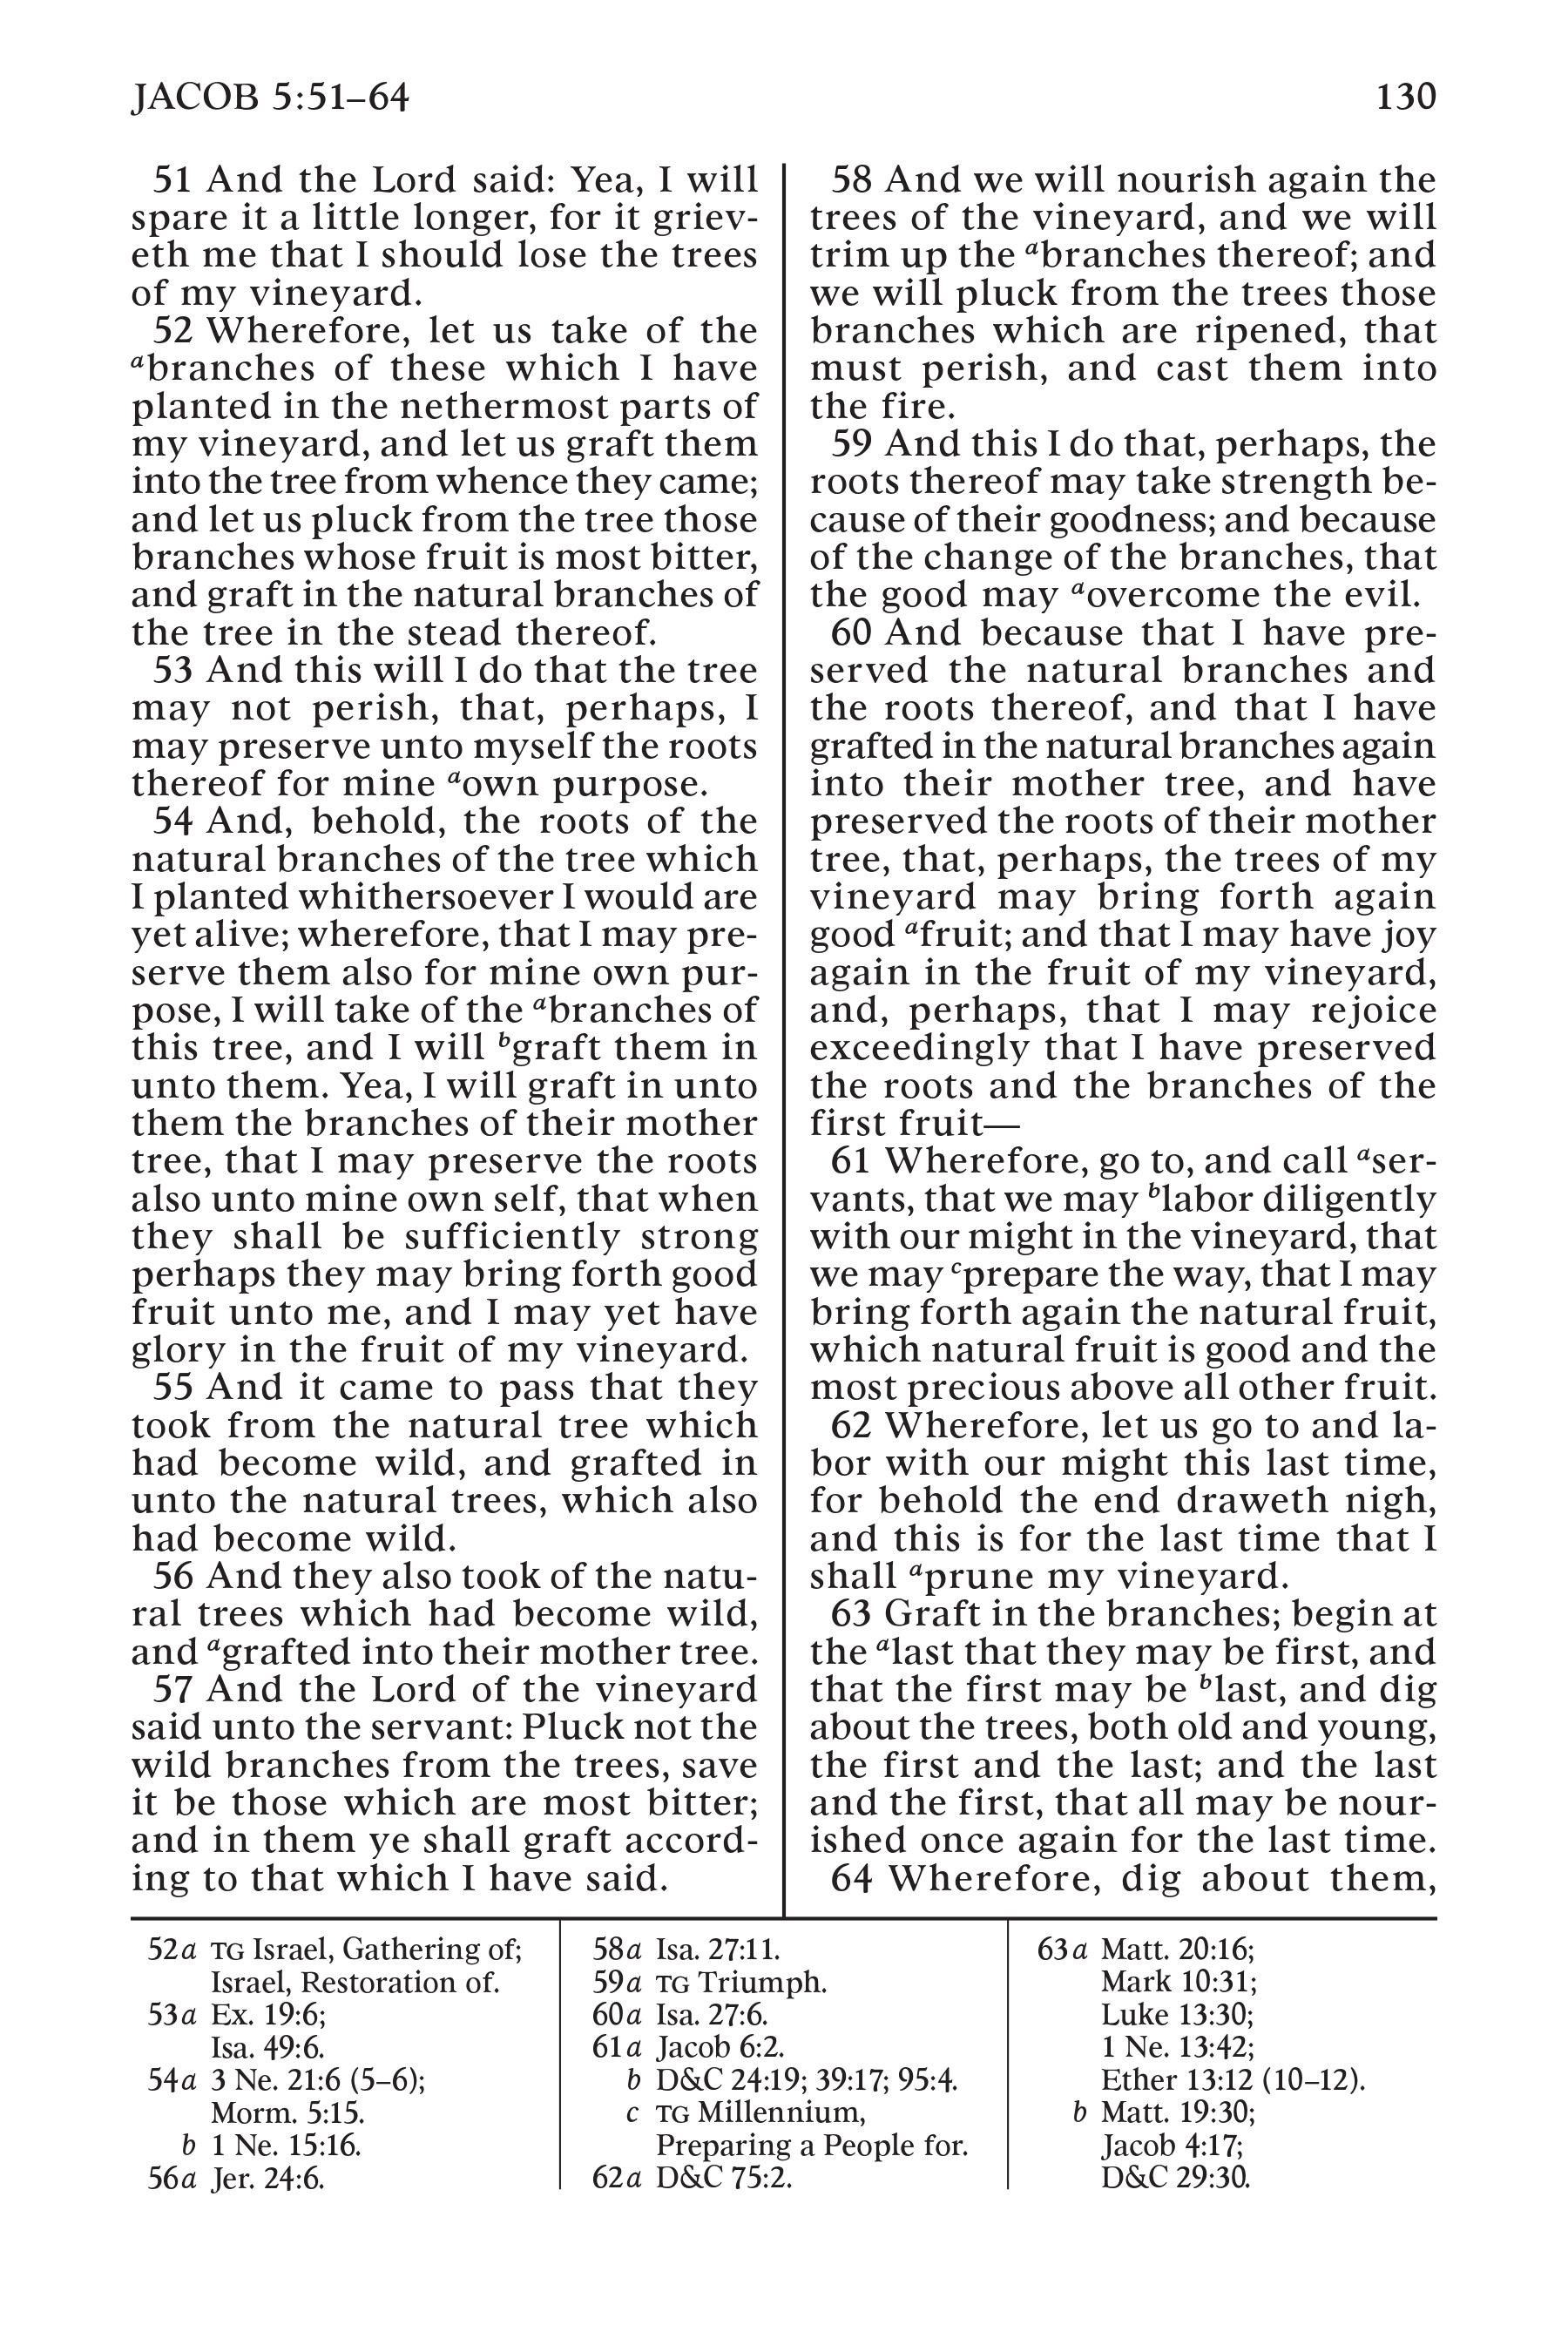 JACOB 5:51–64
130
51 And the Lord said: Yea, I will
spare it a little longer, for it griev-
eth me that I should lose the trees
of my vineyard.
52 Wherefore, let us take of the
abranches of these which I have
planted in the nethermost parts of
my vineyard, and let us graft them
into the tree from whence they came;
and let us pluck from the tree those
branches whose fruit is most bitter,
and graft in the natural branches of
the tree in the stead thereof.
53 And this will I do that the tree
may not perish, that, perhaps, I
may preserve unto myself the roots
thereof for mine aown purpose.
54 And, behold, the roots of the
natural branches of the tree which
I planted whithersoever I would are
yet alive; wherefore, that I may pre-
serve them also for mine own pur-
pose, I will take of the abranches of
this tree, and I will bgraft them in
unto them. Yea, I will graft in unto
them the branches of their mother
tree, that I may preserve the roots
also unto mine own self, that when
they shall be sufficiently strong
perhaps they may bring forth good
fruit unto me, and I may yet have
glory in the fruit of my vineyard.
55 And it came to pass that they
took from the natural tree which
had become wild, and grafted in
unto the natural trees, which also
had become wild.
56 And they also took of the natu-
ral trees which had become wild,
and agrafted into their mother tree.
57 And the Lord of the vineyard
said unto the servant: Pluck not the
wild branches from the trees, save
it be those which are most bitter;
and in them ye shall graft accord-
ing to that which I have said.
58 And we will nourish again the
trees of the vineyard, and we will
trim up the abranches thereof; and
we will pluck from the trees those
branches which are ripened, that
must perish, and cast them into
the fire.
59 And this I do that, perhaps, the
roots thereof may take strength be-
cause of their goodness; and because
of the change of the branches, that
the good may aovercome the evil.
60 And because that I have pre-
served the natural branches and
the roots thereof, and that I have
grafted in the natural branches again
into their mother tree, and have
preserved the roots of their mother
tree, that, perhaps, the trees of my
vineyard may bring forth again
good afruit; and that I may have joy
again in the fruit of my vineyard,
and, perhaps, that I may rejoice
exceedingly that I have preserved
the roots and the branches of the
first fruit—
61 Wherefore, go to, and call aser-
vants, that we may blabor diligently
with our might in the vineyard, that
we may cprepare the way, that I may
bring forth again the natural fruit,
which natural fruit is good and the
most precious above all other fruit.
62 Wherefore, let us go to and la-
bor with our might this last time,
for behold the end draweth nigh,
and this is for the last time that I
shall aprune my vineyard.
63 Graft in the branches; begin at
the alast that they may be first, and
that the first may be blast, and dig
about the trees, both old and young,
the first and the last; and the last
and the first, that all may be nour-
ished once again for the last time.
64 Wherefore, dig about them,
52a TG Israel, Gathering of;
Israel, Restoration of.
53a Ex. 19:6;
Isa. 49:6.
54a 3 Ne. 21:6 (5–6);
Morm. 5:15.
b 1 Ne. 15:16.
56a Jer. 24:6.
58a Isa. 27:11.
59a TG Triumph.
60a Isa. 27:6.
61a Jacob 6:2.
b D&C 24:19; 39:17; 95:4.
c TG Millennium,
Preparing a People for.
62a D&C 75:2.
63a Matt. 20:16;
Mark 10:31;
Luke 13:30;
1 Ne. 13:42;
Ether 13:12 (10–12).
b Matt. 19:30;
Jacob 4:17;
D&C 29:30.